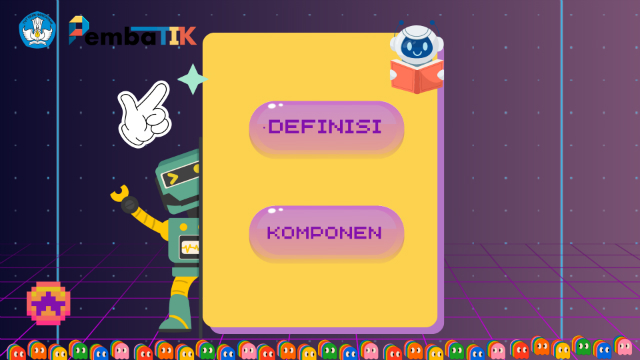 PembaTIK
DEFINISI
KOMPONEN